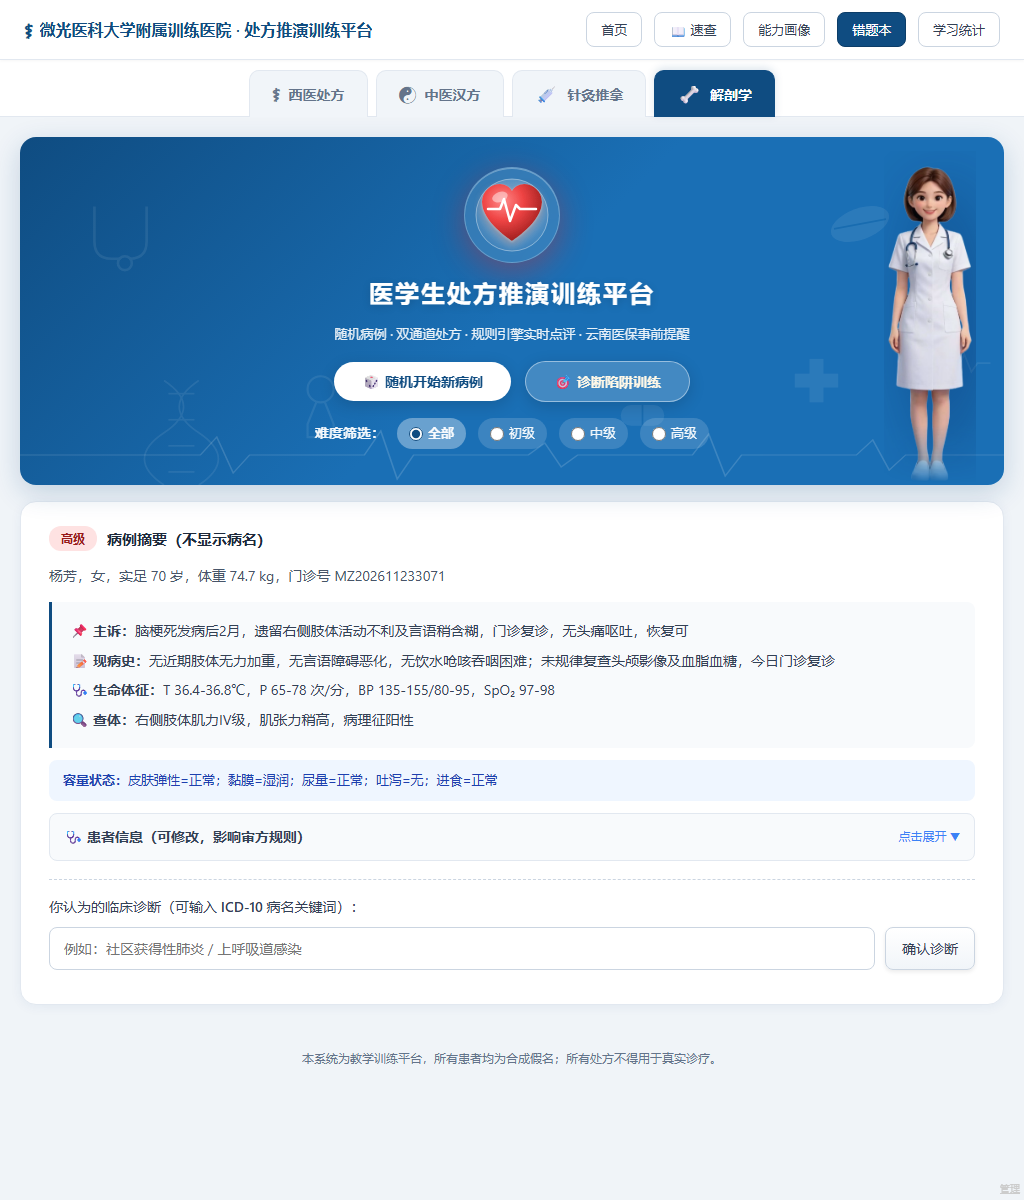 微光医科大学附属训练医院 · 处方推演训练平台
首页
速查
能力画像
错题本
学习统计
西医处方
中医汉方
针灸推拿
解剖学
医学生处方推演训练平台
随机病例 · 双通道处方 · 规则引擎实时点评 · 云南医保事前提醒
随机开始新病例
诊断陷阱训练
难度筛选：
全部
初级
中级
高级
高级 病例摘要（不显示病名）
杨芳，女，实足 70 岁，体重 74.7 kg，门诊号 MZ202611233071
主诉：脑梗死发病后2月，遗留右侧肢体活动不利及言语稍含糊，门诊复诊，无头痛呕吐，恢复可
现病史：无近期肢体无力加重，无言语障碍恶化，无饮水呛咳吞咽困难；未规律复查头颅影像及血脂血糖，今日门诊复诊
生命体征：T 36.4-36.8℃，P 65-78 次/分，BP 135-155/80-95，SpO₂ 97-98
查体：右侧肢体肌力IV级，肌张力稍高，病理征阳性
容量状态：皮肤弹性=正常；黏膜=湿润；尿量=正常；吐泻=无；进食=正常
患者信息（可修改，影响审方规则）
点击展开 ▼
你认为的临床诊断（可输入 ICD-10 病名关键词）：
例如：社区获得性肺炎 / 上呼吸道感染
确认诊断
本系统为教学训练平台，所有患者均为合成假名；所有处方不得用于真实诊疗。
管理